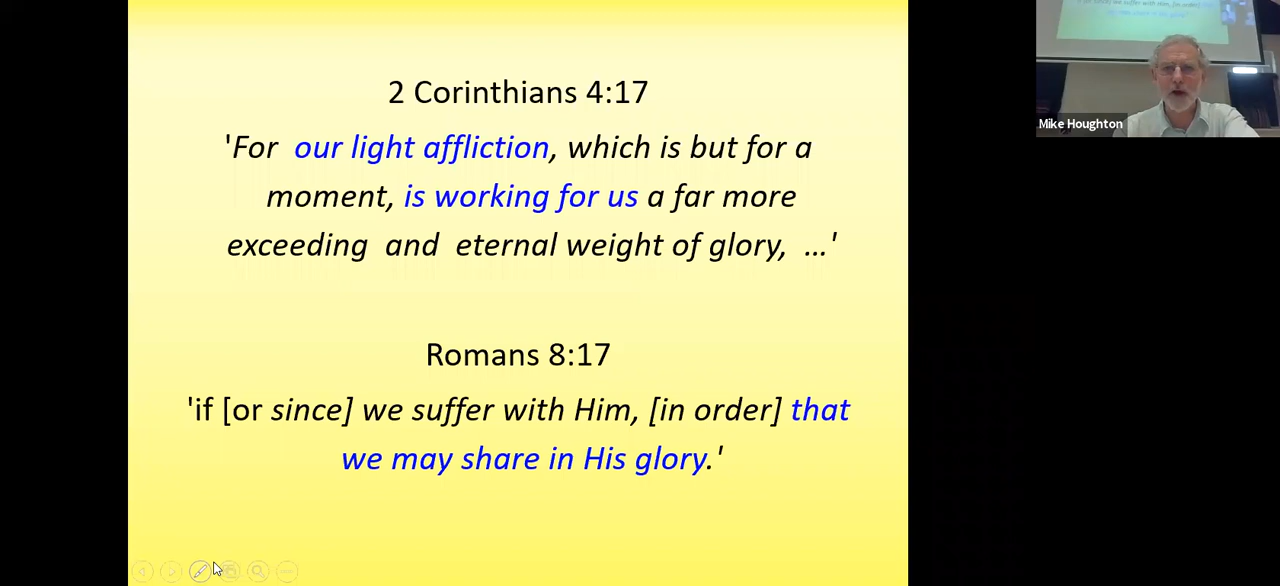 2 Corinthians 4:17
'For our light affliction, which is but for a
moment, is working for us a far more
exceeding and eternal weight of glory, ...'
Romans 8:17
'if [or since] we suffer with Him, [in order] that
we may share in His glory.'
Mike Houghton